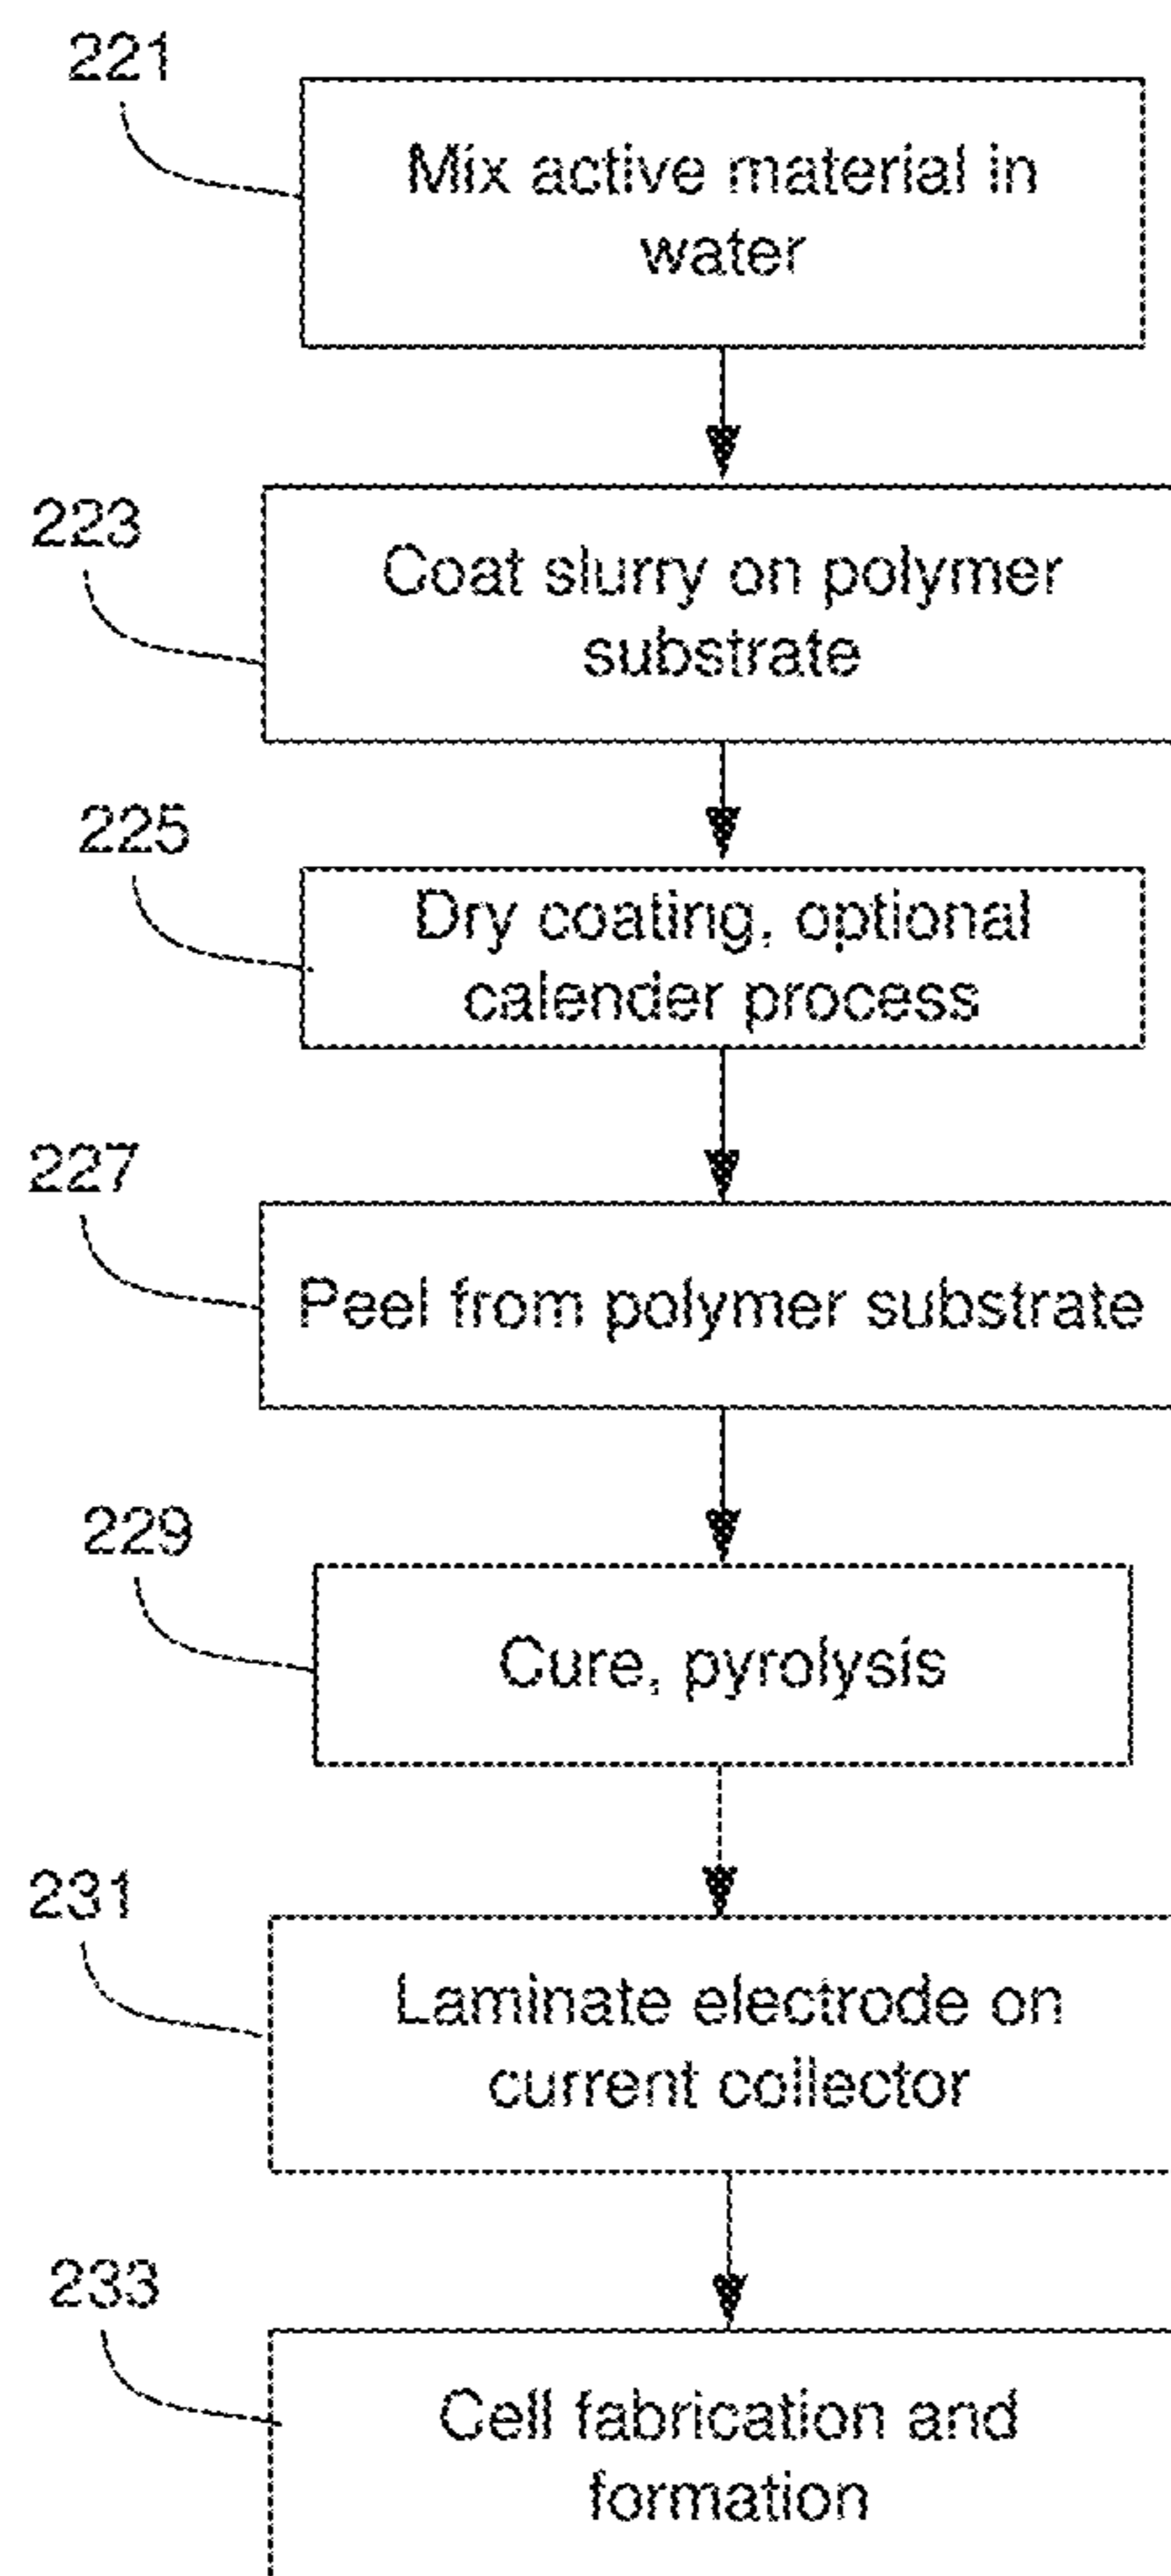 221
Mix active material in
water
223
Coat slurry on polymer
substrate
225
Dry coating, optional
calender process
227
Peel from polymer substrate
229
Cure, pyrolysis
231
Laminate electrode on
current collector
233
Cell fabrication and
formation